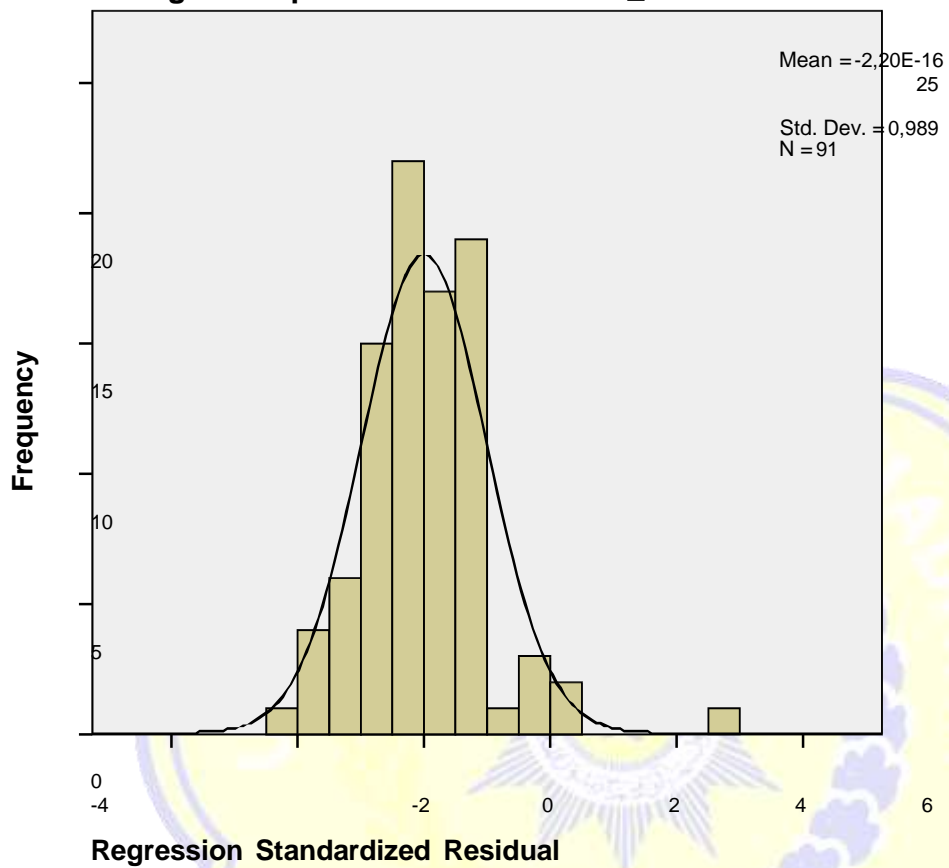 Mean =-2,20E-16
25
Std. Dev. =0,989
N =91
20
15
10
5
0
Frequency
-4 -2 0 2 4 6
Regression Standardized Residual